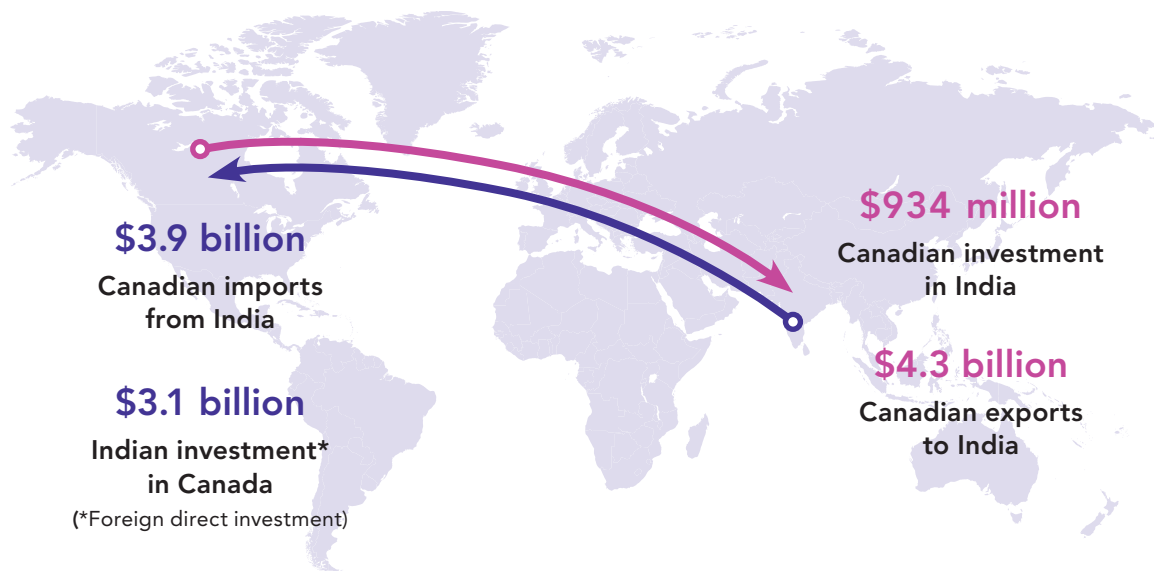 $3.9 billion
Canadian imports
from India
$3.1 billion
Indian investment*
in Canada
(*Foreign direct investment)
$934 million
Canadian investment
in India
$4.3 billion
Canadian exports
to India